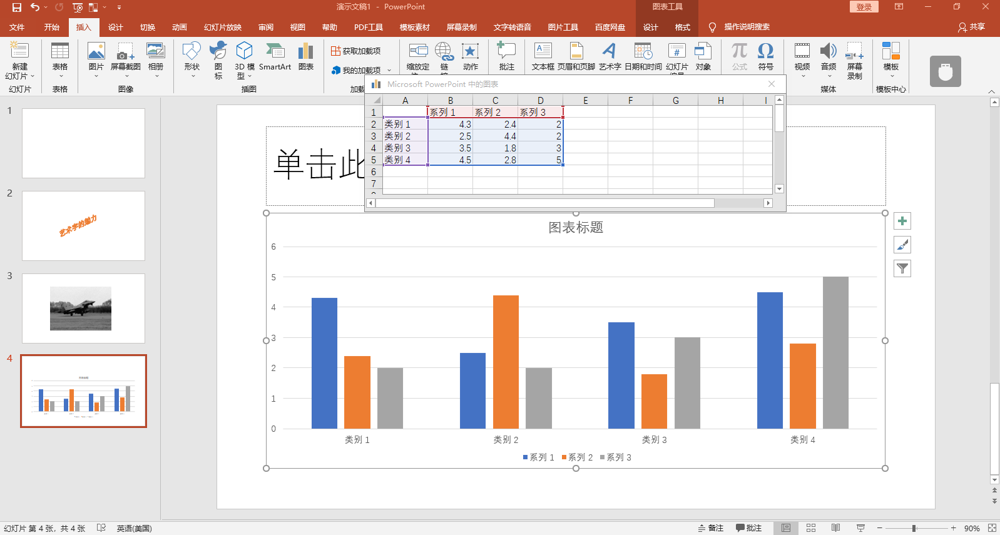 演示文稿1 - PowerPoint
图表工具
登录
文件 开始 插入 设计 切换 动画 幻灯片放映 审阅 视图 帮助 PDF工具 模板素材 屏幕录制 文字转语音 图片工具 百度网盘 设计 格式 操作说明搜索 共享
新建
幻灯片
表格
图片
屏幕截图
相册
形状
图
标
3D 模
型
SmartArt
图表
获取加载项
我的加载项
缩放定
链
动作
批注
文本框
页眉和页脚
艺术字
日期和时间
幻灯片
对象
公式
符号
视频
音频
屏幕
录制
模板
幻灯片
表格
图像
插图
加载
媒体
模板中心
Microsoft PowerPoint 中的图表
A B C D E F G H I
1 系列 1 系列 2 系列 3
2 类别 1 4.3 2.4 2
3 类别 2 2.5 4.4 2
4 类别 3 3.5 1.8 3
5 类别 4 4.5 2.8 5
6
7
1
2
艺术字的魅力
3
4
单击此
图表标题
6
5
4
3
2
1
0
类别 1 类别 2 类别 3 类别 4
系列 1 系列 2 系列 3
幻灯片 第 4 张，共 4 张 英语(美国) 备注 批注 90%